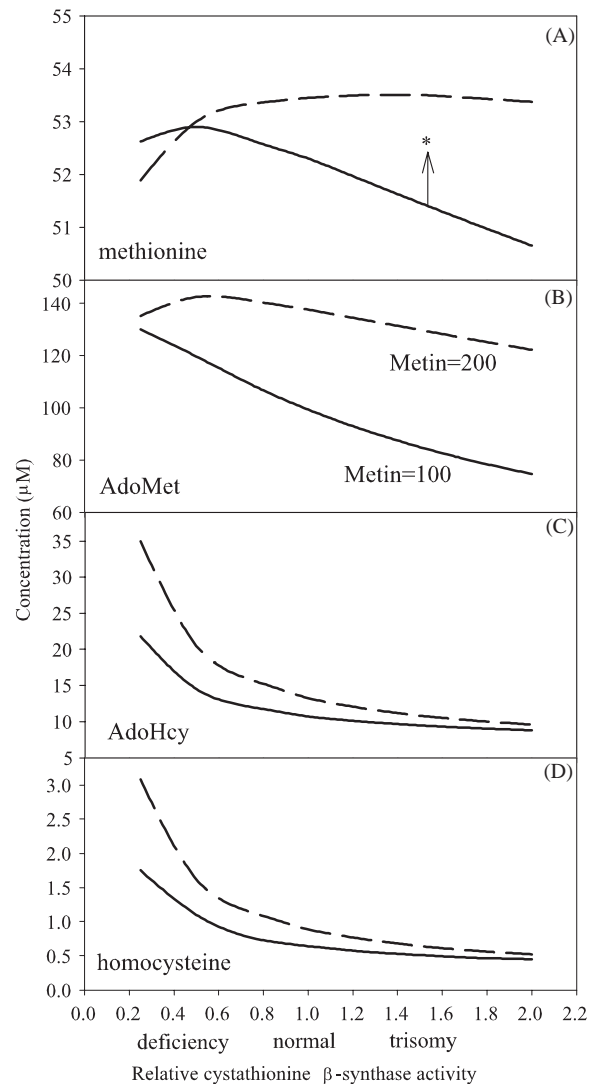 55
(A)
54
53
*
52
51
methionine
50
(B)
140
120
Metin=200
100
80
Metin=100
AdoMet
60
(C)
35
30
25
20
15
10
AdoHcy
5
(D)
3.0
2.5
2.0
1.5
1.0
0.5
homocysteine
0.0
Concentration (µM)
0.0 0.2 0.4 0.6 0.8 1.0 1.2 1.4 1.6 1.8 2.0 2.2
deficiency normal trisomy
Relative cystathionine β-synthase activity